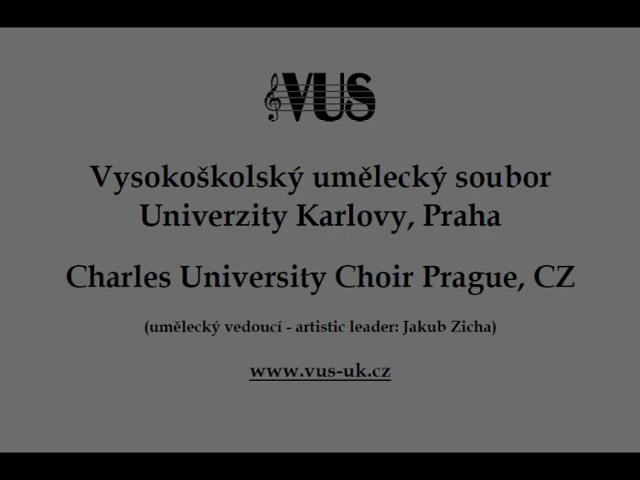 VUS
Vysokoškolský umělecký soubor
Univerzity Karlovy, Praha
Charles University Choir Prague, CZ
(umělecký vedoucí - artistic leader: Jakub Zicha)
www.vus-uk.cz